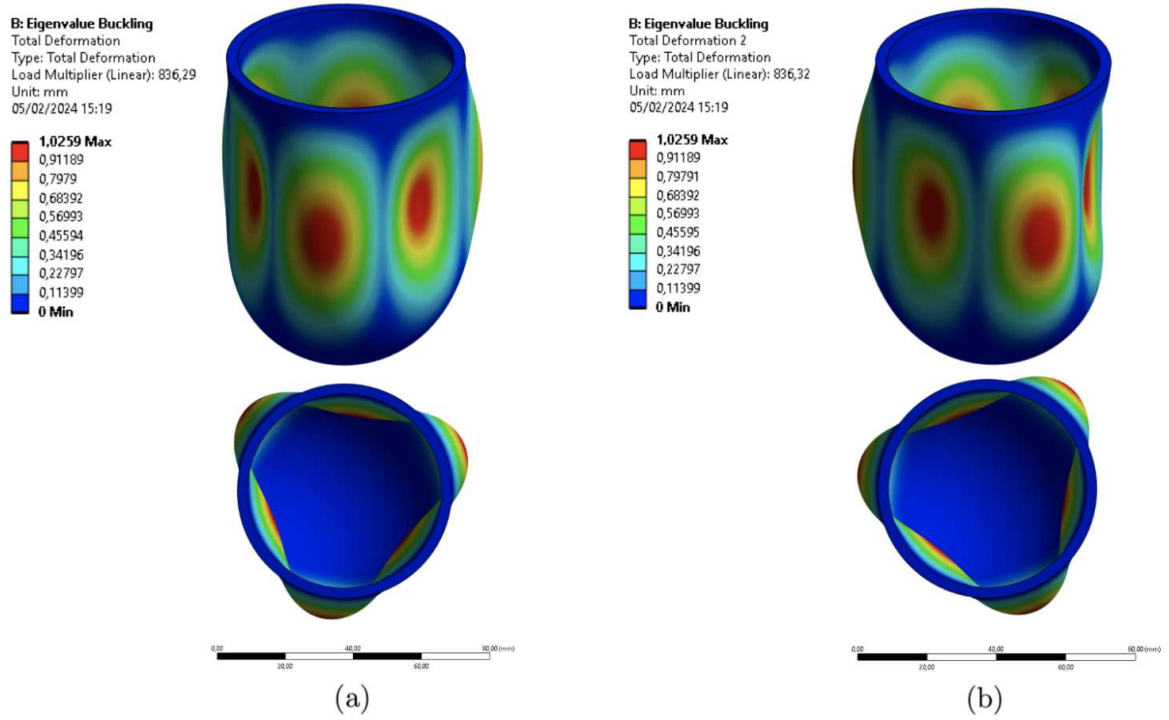 B: Eigenvalue Buckling
Total Deformation
Type: Total Deformation
Load Multiplier (Linear): 836,29
Unit: mm
05/02/2024 15:19
1,0259 Max
0,91189
0,7979
0,68392
0,56993
0,45594
0,34196
0,22797
0,11399
0 Min
0,00
40,00
80,00 (mm)
20,00
60,00
(a)
B: Eigenvalue Buckling
Total Deformation 2
Type: Total Deformation
Load Multiplier (Linear): 836,32
Unit: mm
05/02/2024 15:19
1,0259 Max
0,91189
0,79791
0,68392
0,56993
0,45595
0,34196
0,22797
0,11399
0 Min
0,00
40,00
80,00 (mm)
20,00
60,00
(b)